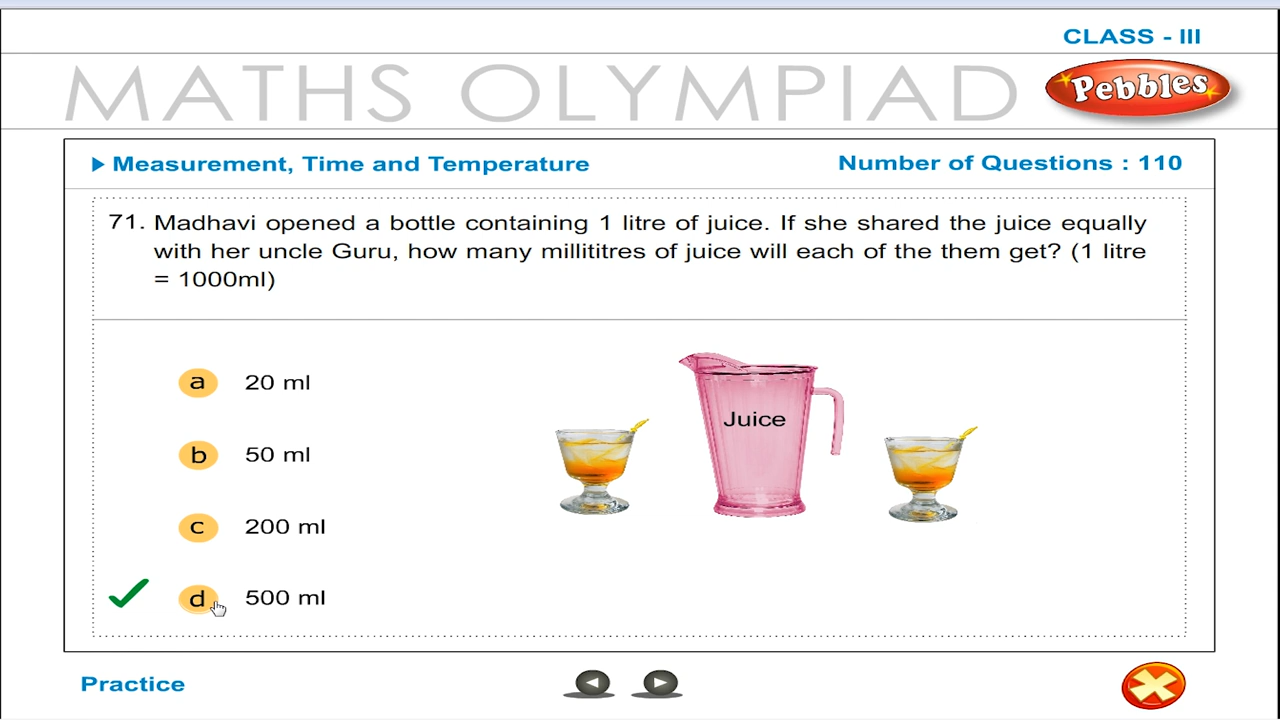 CLASS - III
MATHS OLYMPIAD
Pebbles
Measurement, Time and Temperature
Number of Questions : 110
71. Madhavi opened a bottle containing 1 litre of juice. If she shared the juice equally
with her uncle Guru, how many millititres of juice will each of the them get? (1 litre
= 1000ml)
a 20 ml
b 50 ml
c 200 ml
d 500 ml
Juice
Practice